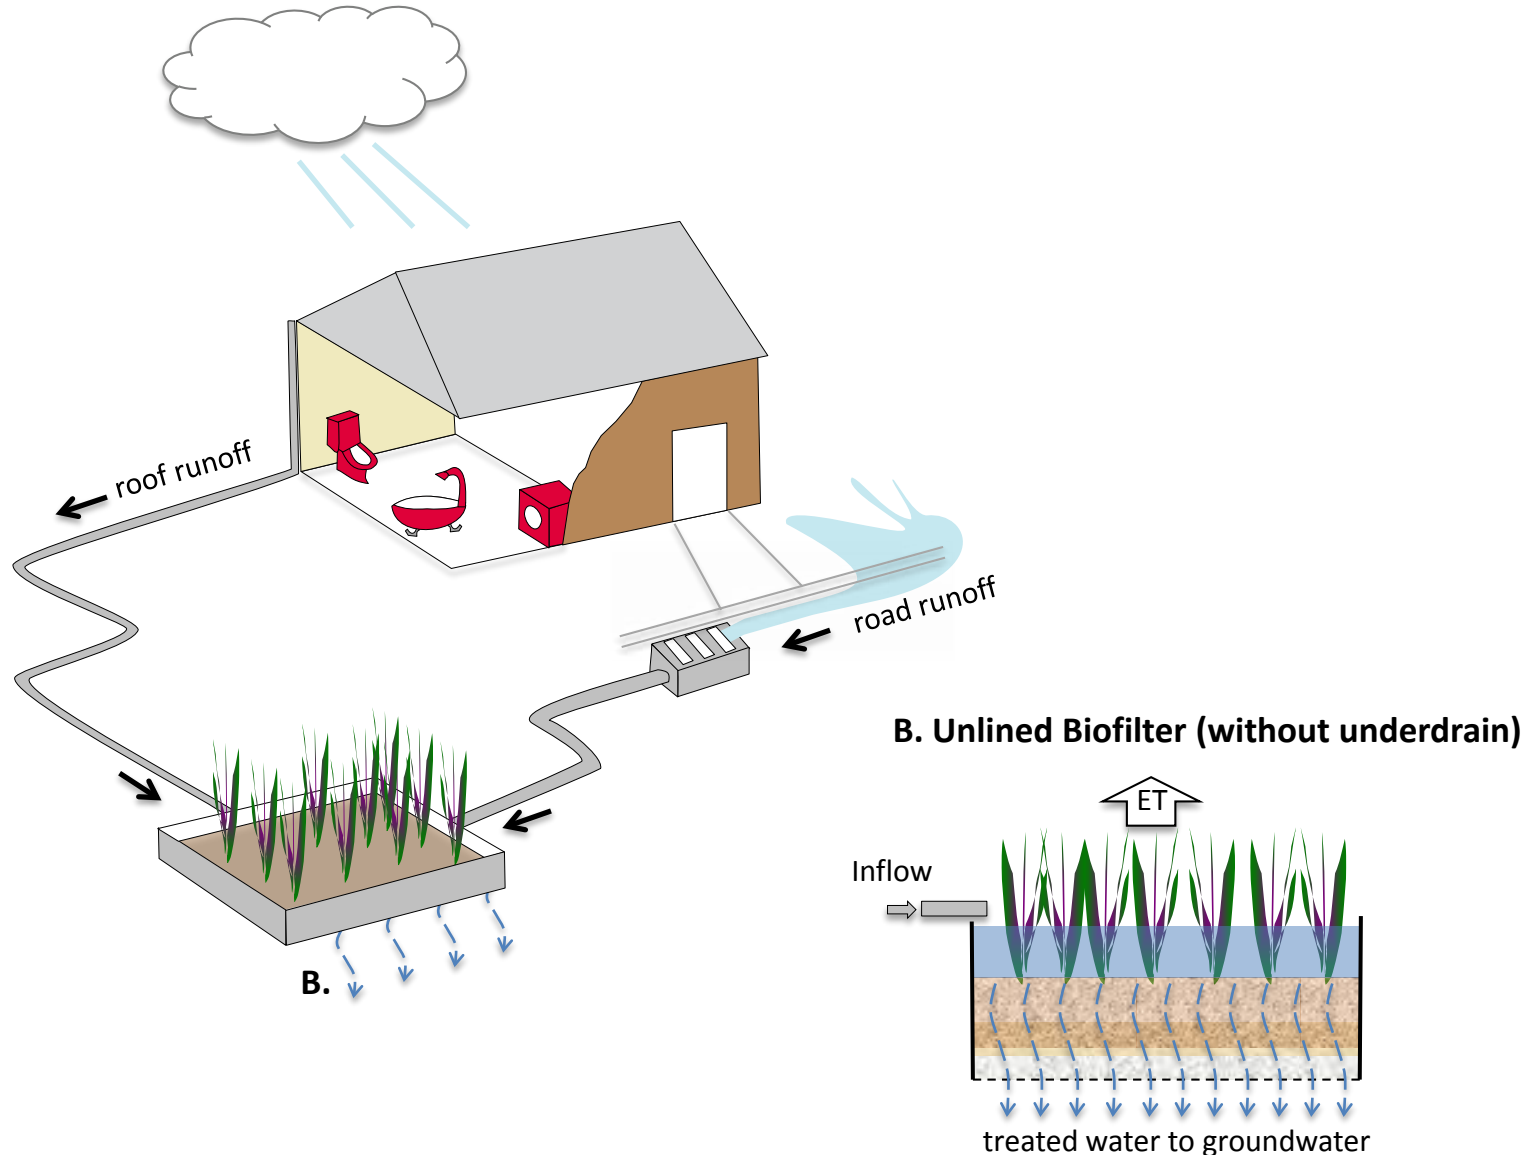 roof runoff
road runoff
B. Unlined Biofilter (without underdrain)
ET
Inflow
B.
treated water to groundwater